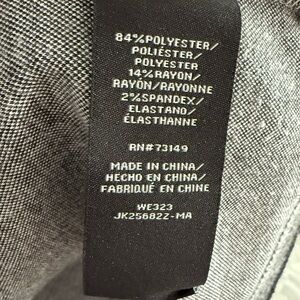 84%POLYESTER/
POLIÉSTER/
POLYESTER
14%RAYON/
RAYÓN/RAYONNE
2%SPANDEX/
ELASTANO/
ÉLASTHANNE
RN#73149
MADE IN CHINA/
HECHO EN CHINA/
FABRIQUÉ EN CHINE
WE323
JK25682Z-MA